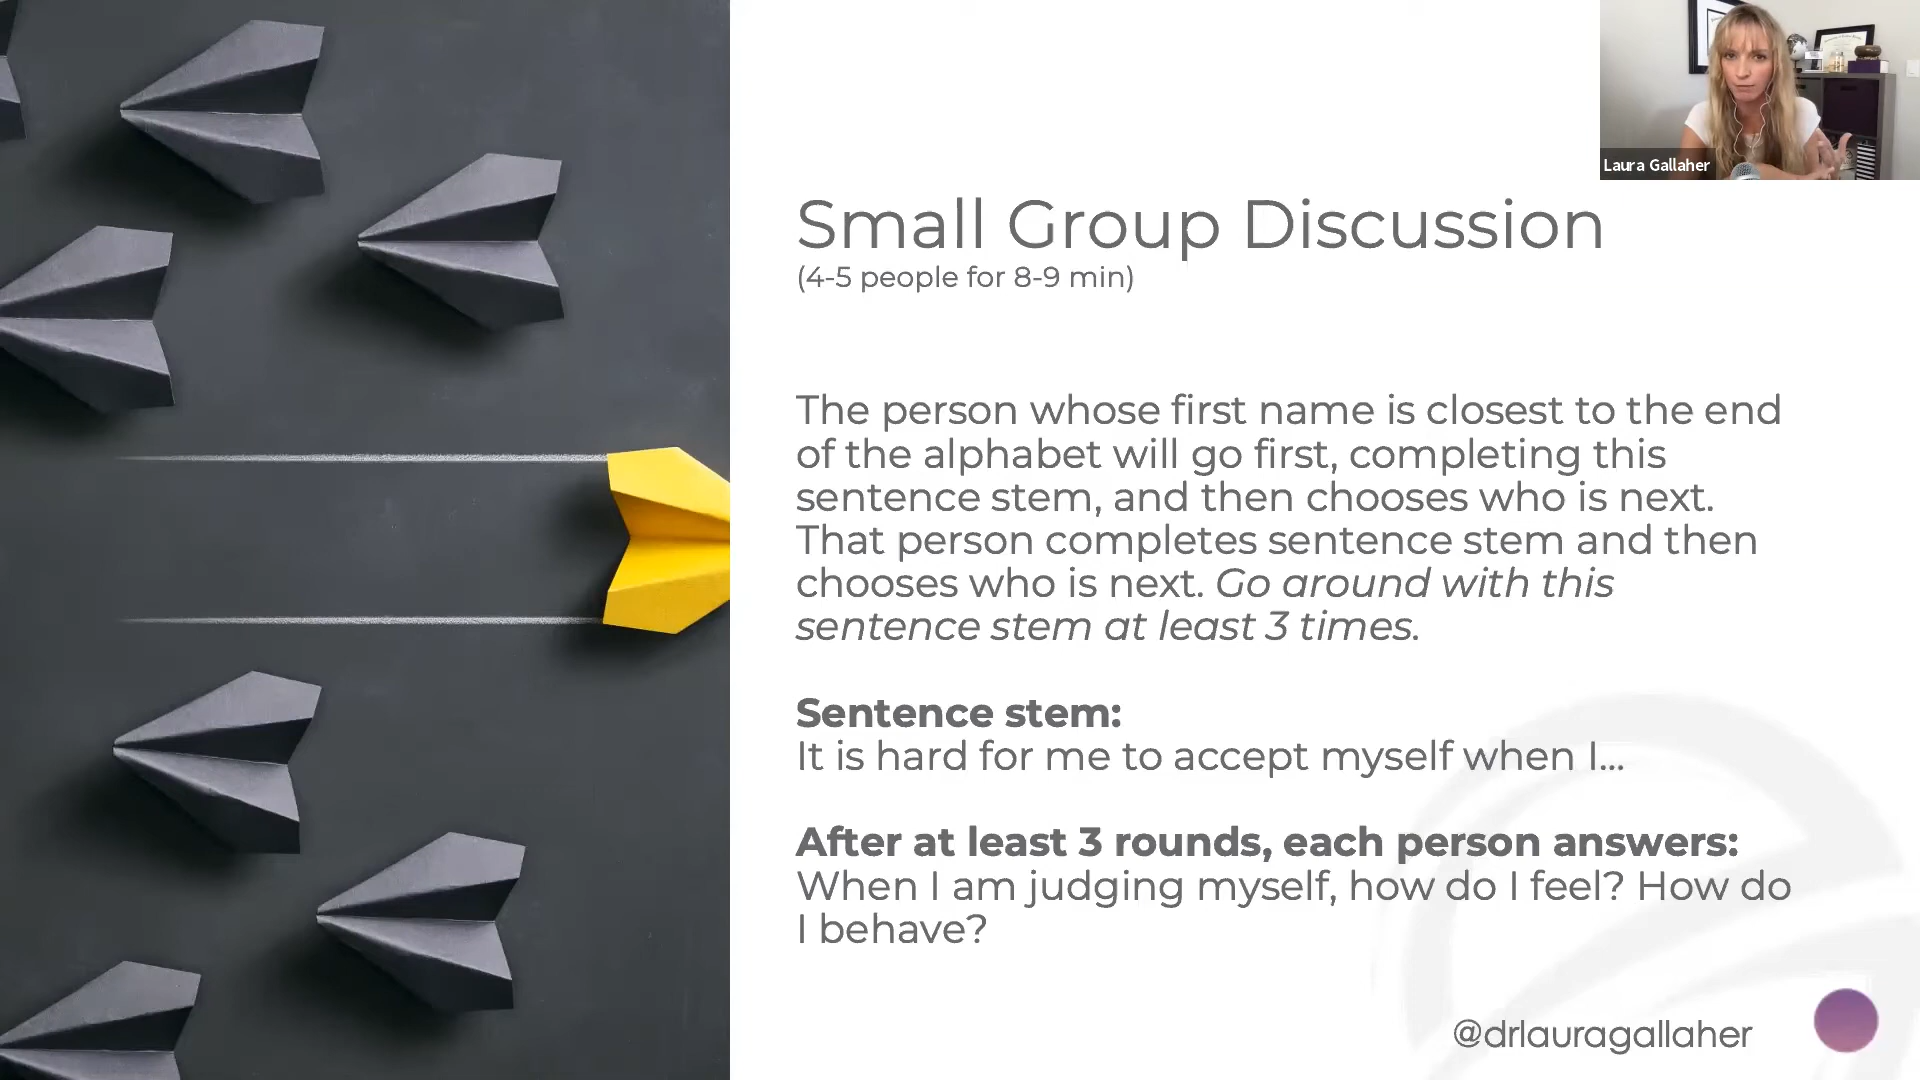 Laura Gallaher
Small Group Discussion
(4-5 people for 8-9 min)
The person whose first name is closest to the end
of the alphabet will go first, completing this
sentence stem, and then chooses who is next.
That person completes sentence stem and then
chooses who is next. Go around with this
sentence stem at least 3 times.
Sentence stem:
It is hard for me to accept myself when I...
After at least 3 rounds, each person answers:
When I am judging myself, how do I feel? How do
I behave?
@drlauragallaher